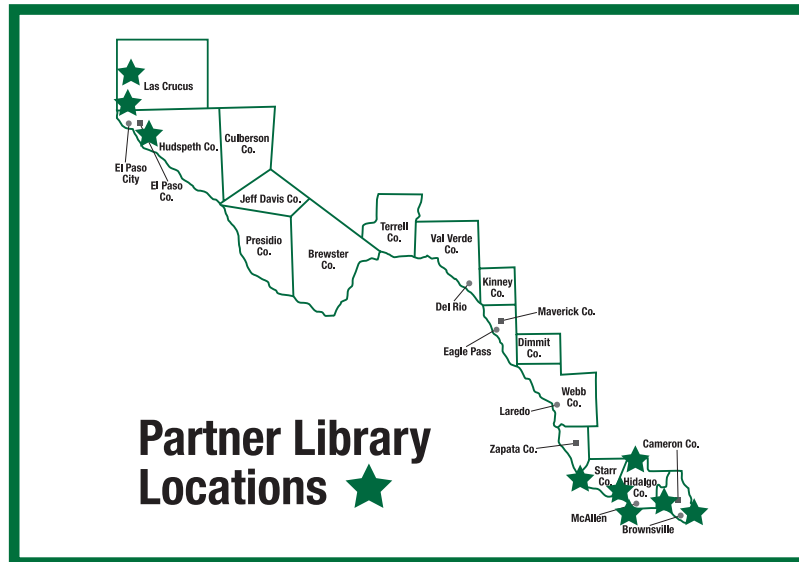 Las Crucus
Hudspeth Co.
Culberson
Co.
El Paso
City
El Paso
Co.
Jeff Davis Co.
Presidio
Co.
Brewster
Co.
Terrell
Co.
Val Verde
Co.
Del Rio
Kinney
Co.
Maverick Co.
Eagle Pass
Dimmit
Co.
Webb
Co.
Laredo
Zapata Co.
Cameron Co.
Starr
Co.
Hidalgo
Co.
McAllen
Brownsville
Partner Library
Locations